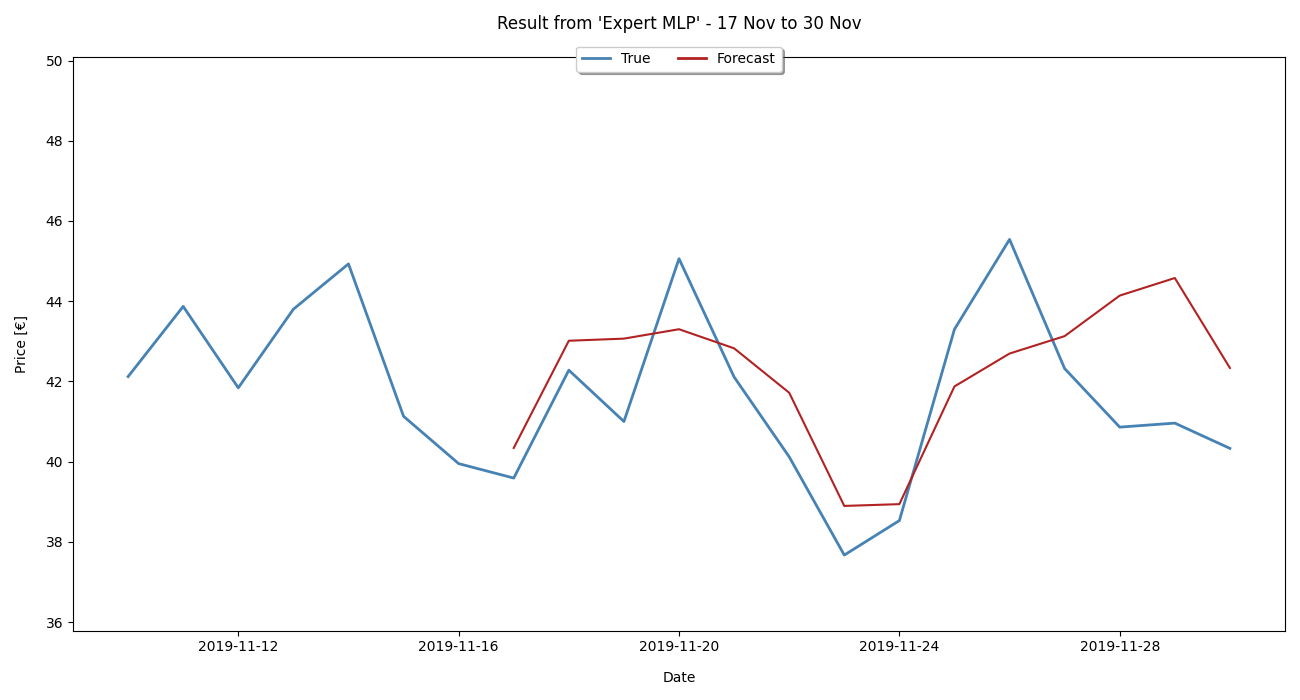 Result from 'Expert MLP' - 17 Nov to 30 Nov
True
Forecast
50
48
46
44
42
40
38
36
Price [€]
2019-11-12
2019-11-16
2019-11-20
2019-11-24
2019-11-28
Date